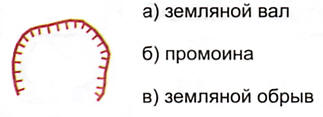 а) земляной вал
б) промоина
в) земляной обрыв